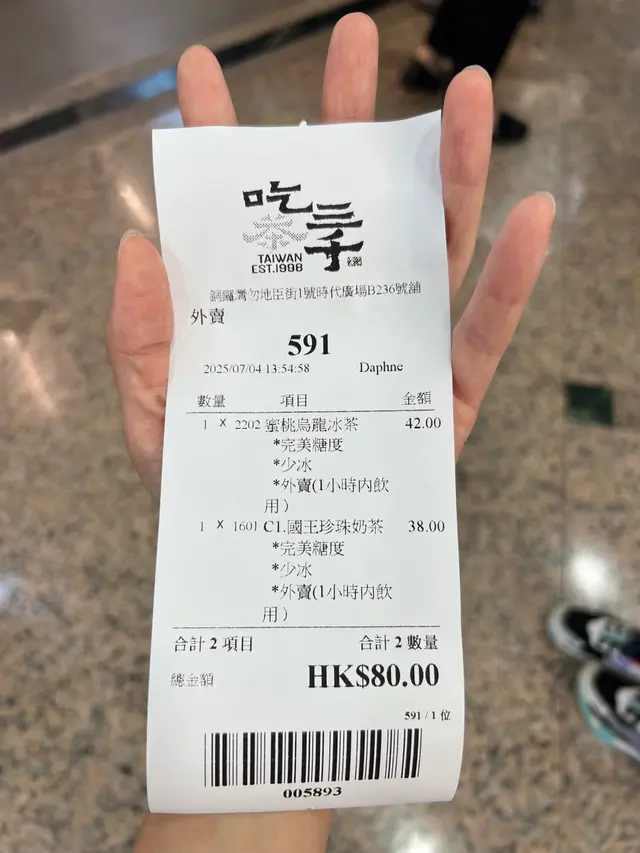 吃茶三千
TAIWAN
EST.1998
銅鑼灣勿地臣街1號時代廣場B236號舖
外賣
591
2025/07/04 13:54:58 Daphne
數量 項目 金額
1 x 2202 蜜桃烏龍冰茶 42.00
*完美糖度
*少冰
*外賣(1小時內飲
用)
1 x 1601 C1.國王珍珠奶茶 38.00
*完美糖度
*少冰
*外賣(1小時內飲
用)
合計 2 項目 合計 2 數量
總金額 HK$80.00
591 / 1 位
005893